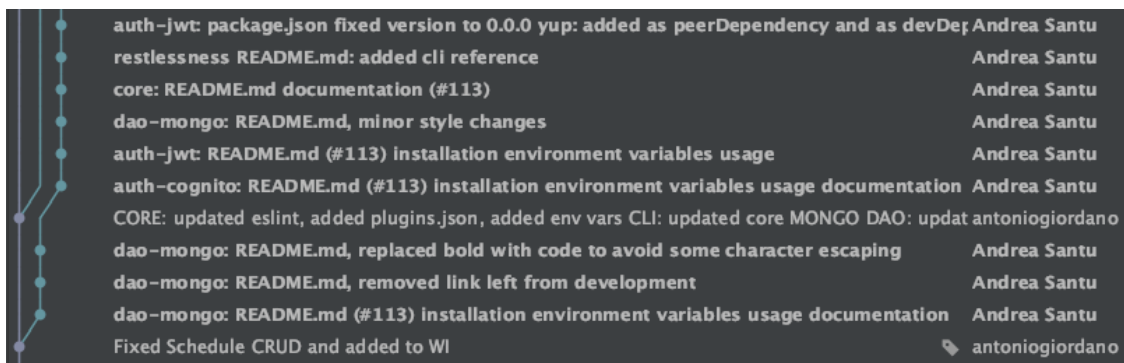 auth-jwt: package.json fixed version to 0.0.0 yup: added as peerDependency and as devDep Andrea Santu
restlessness README.md: added cli reference Andrea Santu
core: README.md documentation (#113) Andrea Santu
dao-mongo: README.md, minor style changes Andrea Santu
auth-jwt: README.md (#113) installation environment variables usage Andrea Santu
auth-cognito: README.md (#113) installation environment variables usage documentation Andrea Santu
CORE: updated eslint, added plugins.json, added env vars CLI: updated core MONGO DAO: updat antoniogiordano
dao-mongo: README.md, replaced bold with code to avoid some character escaping Andrea Santu
dao-mongo: README.md, removed link left from development Andrea Santu
dao-mongo: README.md (#113) installation environment variables usage documentation Andrea Santu
Fixed Schedule CRUD and added to WI antoniogiordano